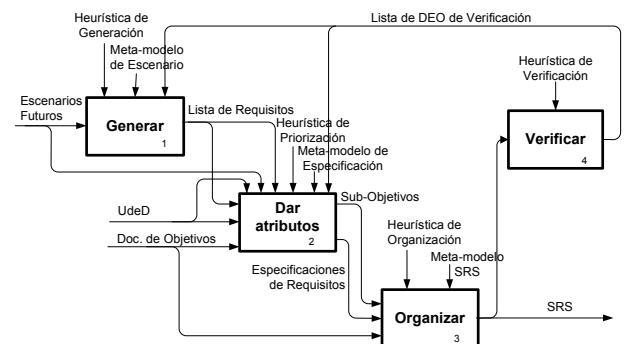 Heurística de
Generación
Lista de DEO de Verificación
Meta-modelo
de Escenario
Heurística de
Verificación
Escenarios
Futuros
Lista de Requisitos
Generar
1
Heurística de
Priorización
Verificar
4
Meta-modelo de
Especificación
Sub-Objetivos
UdeD
Dar
atributos
2
Heurística de
Organización
Doc. de Objetivos
Meta-modelo
SRS
Especificaciones
de Requisitos
SRS
Organizar
3